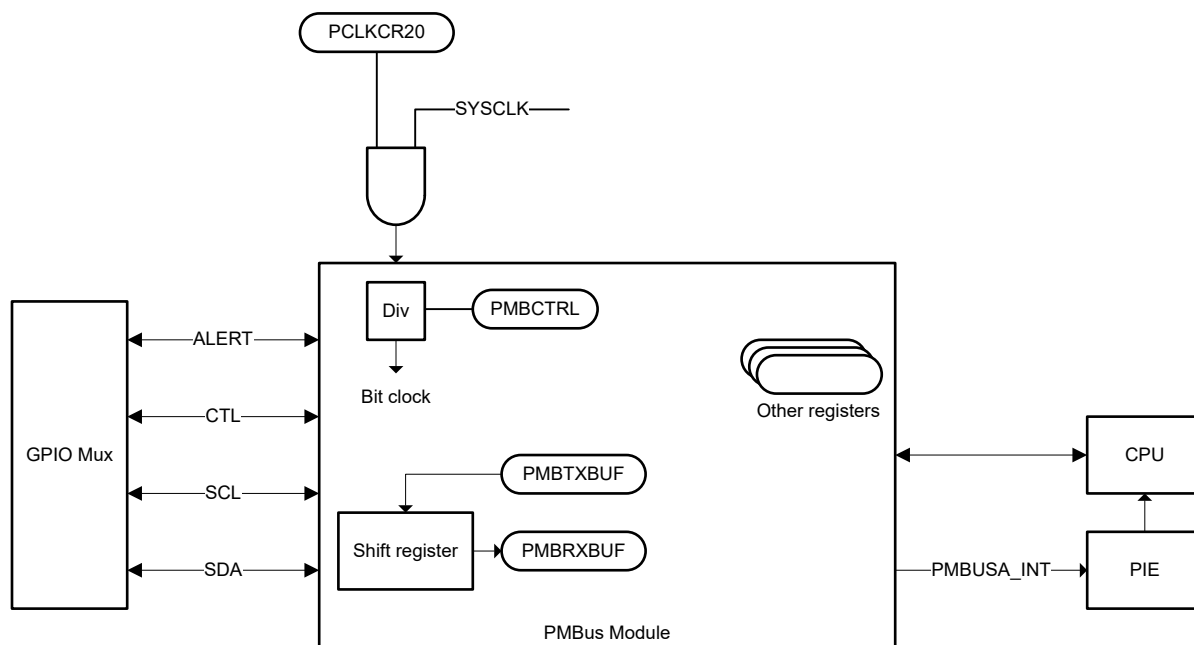 PCLKCR20
SYSCLK
Div
PMBCTRL
ALERT
Bit clock
Other registers
CTL
GPIO Mux
CPU
PMBTXBUF
SCL
Shift register
PMBRXBUF
SDA
PMBUSA_INT
PIE
PMBus Module